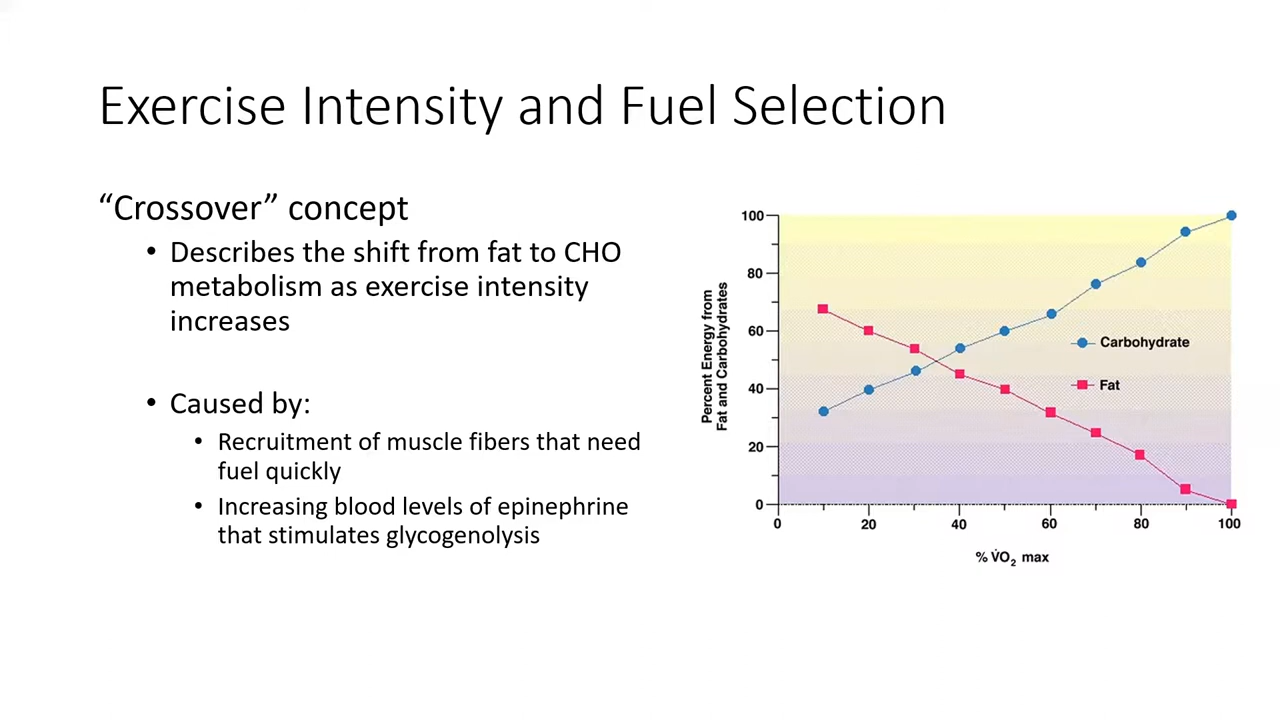 Exercise Intensity and Fuel Selection
“Crossover” concept
• Describes the shift from fat to CHO
metabolism as exercise intensity
increases
• Caused by:
• Recruitment of muscle fibers that need
fuel quickly
• Increasing blood levels of epinephrine
that stimulates glycogenolysis
Percent Energy from
Fat and Carbohydrates
100
80
60
40
20
0
Carbohydrate
Fat
0 20 40 60 80 100
% V̇O₂ max